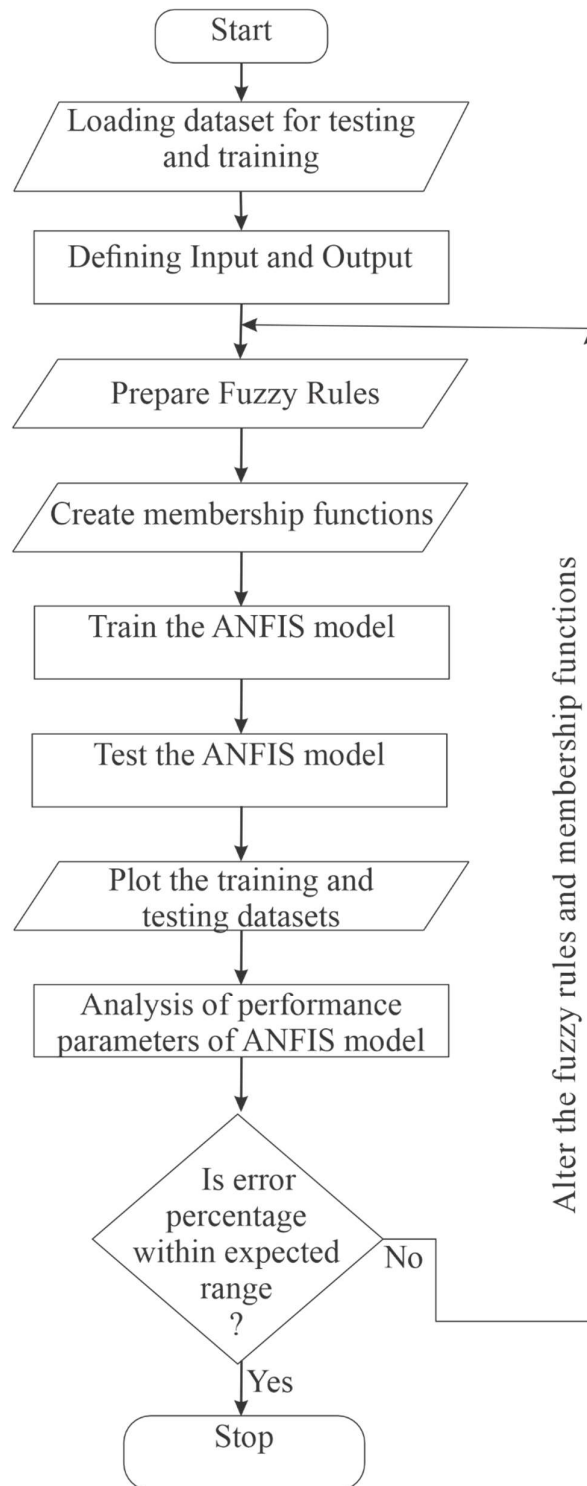 Start
Loading dataset for testing
and training
Defining Input and Output
Prepare Fuzzy Rules
Create membership functions
Train the ANFIS model
Test the ANFIS model
Plot the training and
testing datasets
Analysis of performance
parameters of ANFIS model
Is error
percentage
within expected
range
?
No
Yes
Stop
Alter the fuzzy rules and membership functions